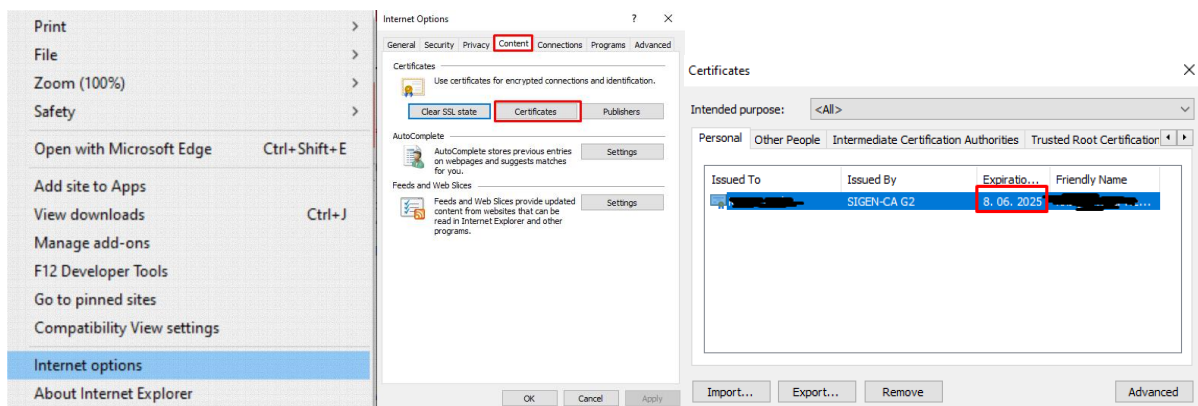 Print >
File >
Zoom (100%) >
Safety >
Open with Microsoft Edge Ctrl+Shift+E
Add site to Apps
View downloads Ctrl+J
Manage add-ons
F12 Developer Tools
Go to pinned sites
Compatibility View settings
Internet options
About Internet Explorer
Internet Options ? ×
General Security Privacy Content Connections Programs Advanced
Certificates
Use certificates for encrypted connections and identification.
Clear SSL state Certificates Publishers
AutoComplete
AutoComplete stores previous entries
on webpages and suggests matches
for you.
Settings
Feeds and Web Slices
Feeds and Web Slices provide updated
content from websites that can be
read in Internet Explorer and other
programs.
Settings
OK Cancel Apply
Certificates ×
Intended purpose: <All>
Personal Other People Intermediate Certification Authorities Trusted Root Certification
Issued To Issued By Expiratio... Friendly Name
SIGEN-CA G2 8. 06. 2025
Import... Export... Remove Advanced